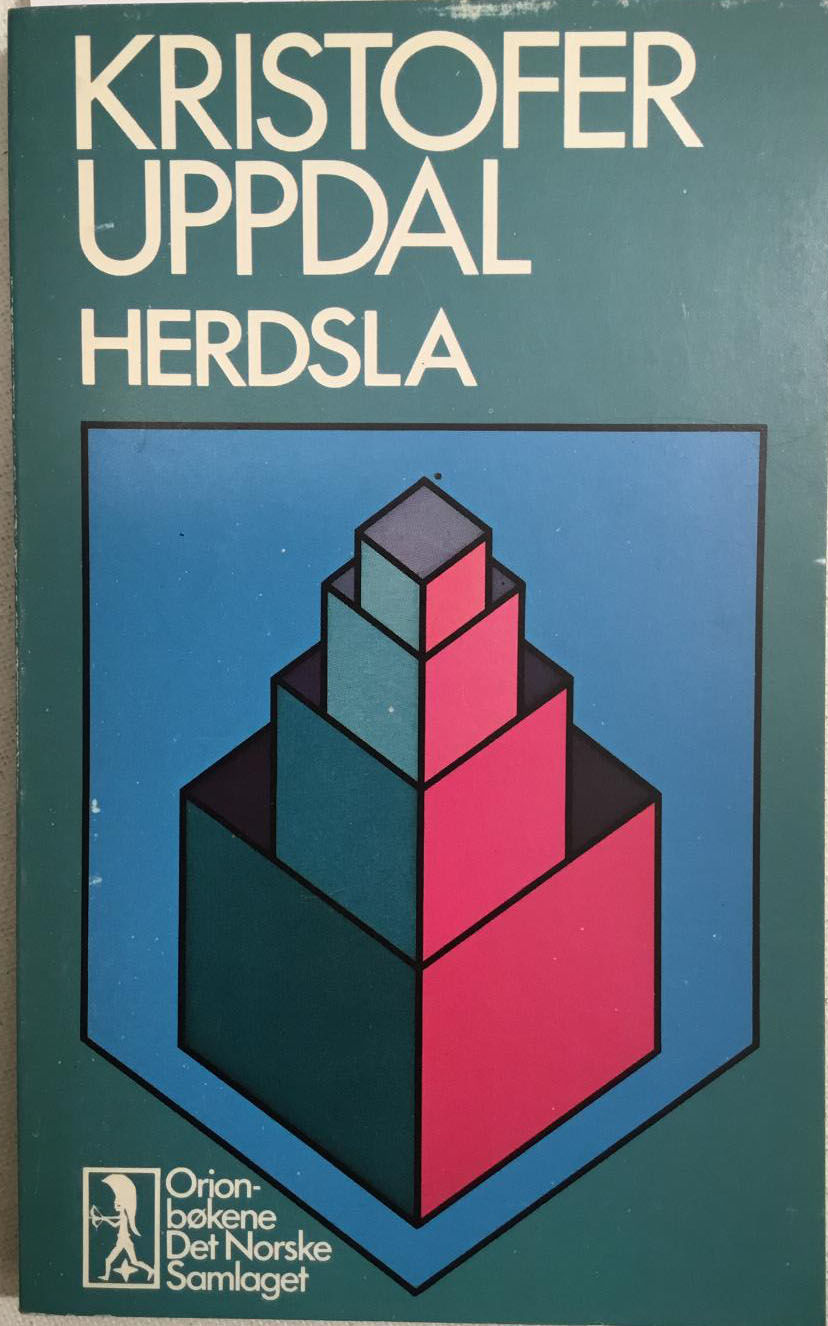 KRISTOFER
UPPDAL
HERDSLA
Orion-
bøkene
Det Norske
Samlaget